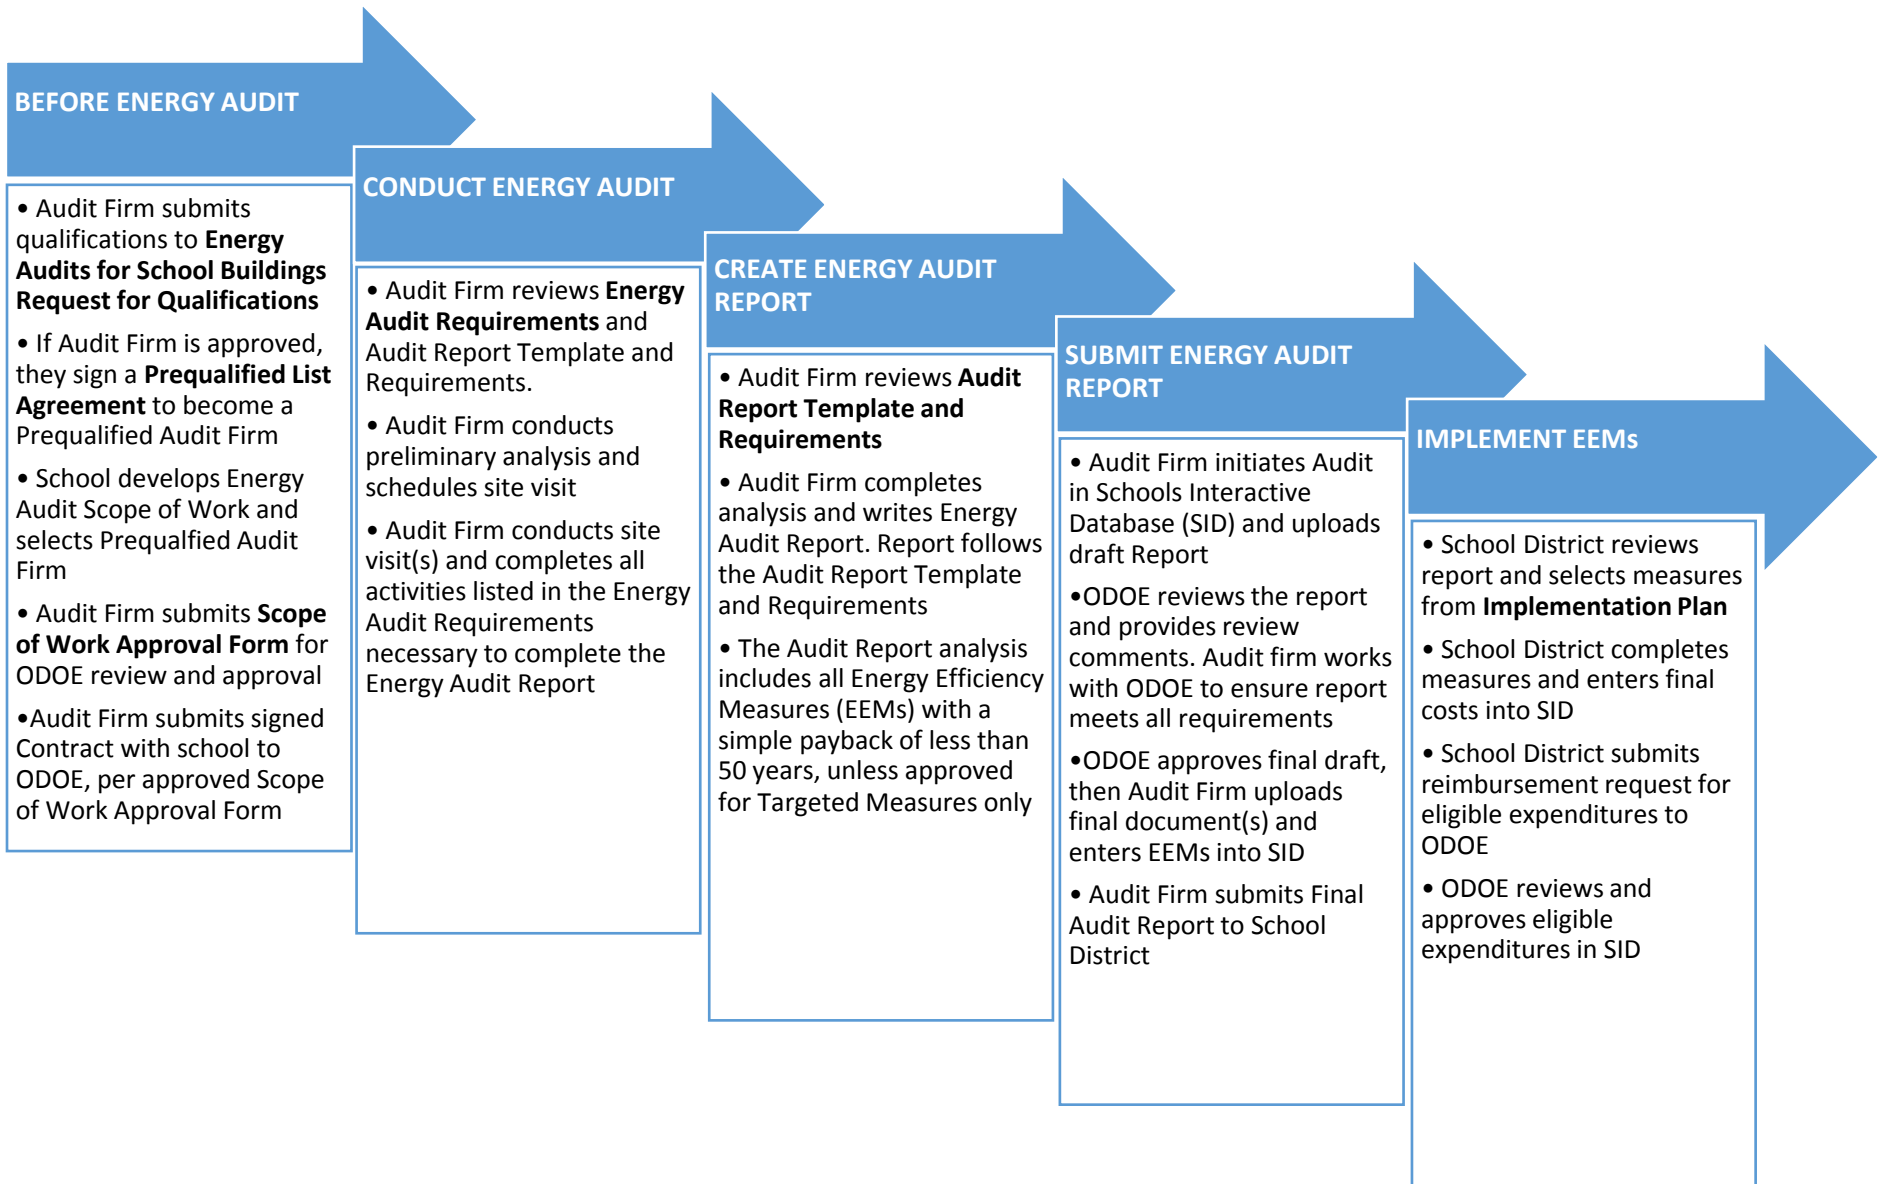 BEFORE ENERGY AUDIT
• Audit Firm submits
qualifications to Energy
Audits for School Buildings
Request for Qualifications
• If Audit Firm is approved,
they sign a Prequalified List
Agreement to become a
Prequalified Audit Firm
• School develops Energy
Audit Scope of Work and
selects Prequalfied Audit
Firm
• Audit Firm submits Scope
of Work Approval Form for
ODOE review and approval
•Audit Firm submits signed
Contract with school to
ODOE, per approved Scope
of Work Approval Form
CONDUCT ENERGY AUDIT
• Audit Firm reviews Energy
Audit Requirements and
Audit Report Template and
Requirements.
• Audit Firm conducts
preliminary analysis and
schedules site visit
• Audit Firm conducts site
visit(s) and completes all
activities listed in the Energy
Audit Requirements
necessary to complete the
Energy Audit Report
CREATE ENERGY AUDIT
REPORT
• Audit Firm reviews Audit
Report Template and
Requirements
• Audit Firm completes
analysis and writes Energy
Audit Report. Report follows
the Audit Report Template
and Requirements
• The Audit Report analysis
includes all Energy Efficiency
Measures (EEMs) with a
simple payback of less than
50 years, unless approved
for Targeted Measures only
SUBMIT ENERGY AUDIT
REPORT
• Audit Firm initiates Audit
in Schools Interactive
Database (SID) and uploads
draft Report
•ODOE reviews the report
and provides review
comments. Audit firm works
with ODOE to ensure report
meets all requirements
•ODOE approves final draft,
then Audit Firm uploads
final document(s) and
enters EEMs into SID
• Audit Firm submits Final
Audit Report to School
District
IMPLEMENT EEMs
• School District reviews
report and selects measures
from Implementation Plan
• School District completes
measures and enters final
costs into SID
• School District submits
reimbursement request for
eligible expenditures to
ODOE
• ODOE reviews and
approves eligible
expenditures in SID